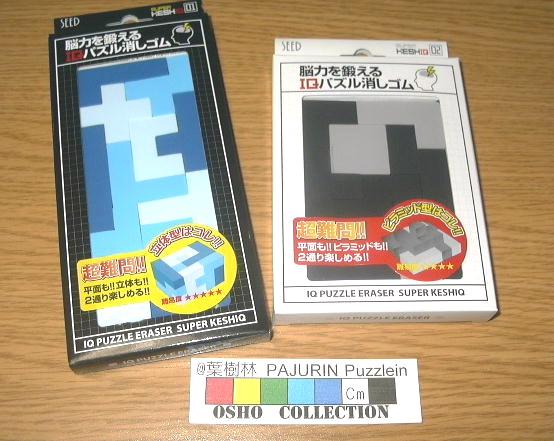 SEED
SUPER KESHIQ 01
脳力を鍛える
IQパズル消しゴム
立体型はコレ!!
超難問!!
平面も!!立体も!!
2通り楽しめる!!
難易度 ★★★★★
IQ PUZZLE ERASER SUPER KESHIQ
IQ PUZZLE ERASER
SEED
SUPER KESHIQ 02
脳力を鍛える
IQパズル消しゴム
ピラミッド型はコレ!!
超難問!!
平面も!!ピラミッドも!!
2通り楽しめる!!
難易度 ★★★★
IQ PUZZLE ERASER SUPER KESHIQ
@葉樹林 PAJURIN Puzzlein
Cm
OSHO COLLECTION